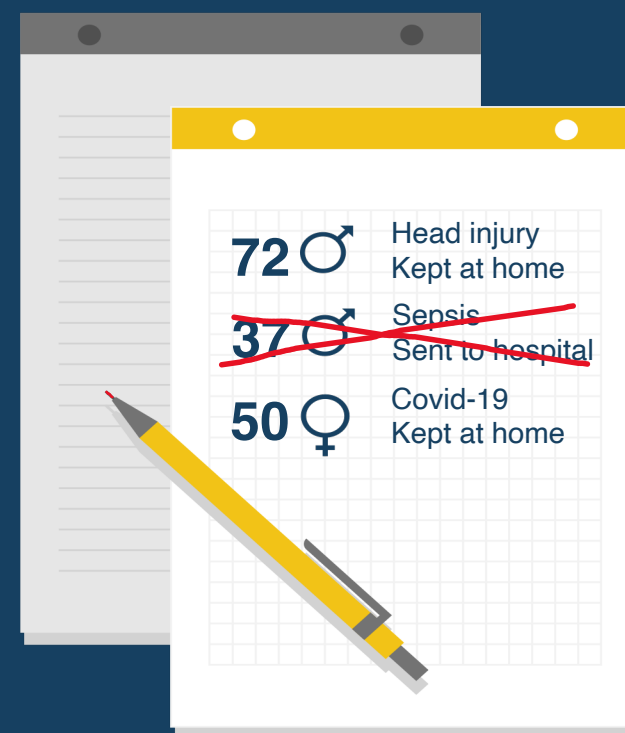 72♂ Head injury
Kept at home
37♂ Sepsis
Sent to hospital
50♀ Covid-19
Kept at home